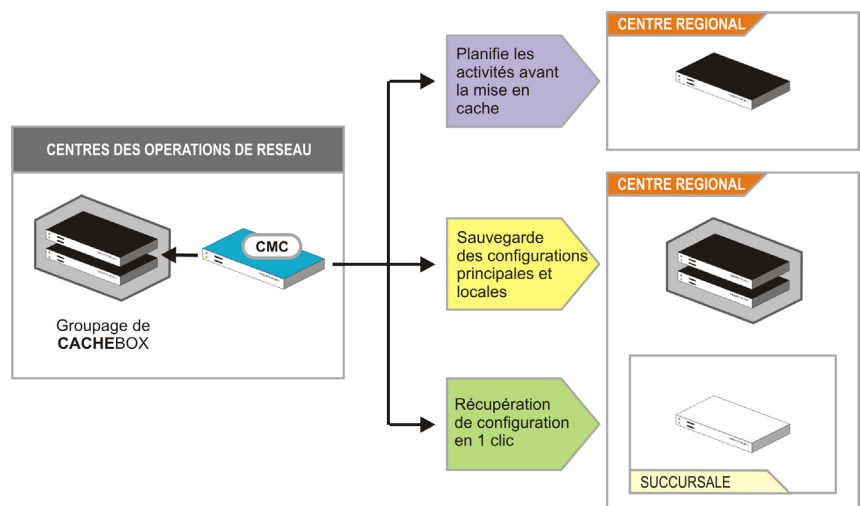 CENTRES DES OPERATIONS DE RESEAU
CMC
Groupage de
CACHEBOX
Planifie les
activités avant
la mise en
cache
Sauvegarde
des configurations
principales et
locales
Récupération
de configuration
en 1 clic
CENTRE REGIONAL
CENTRE REGIONAL
SUCCURSALE